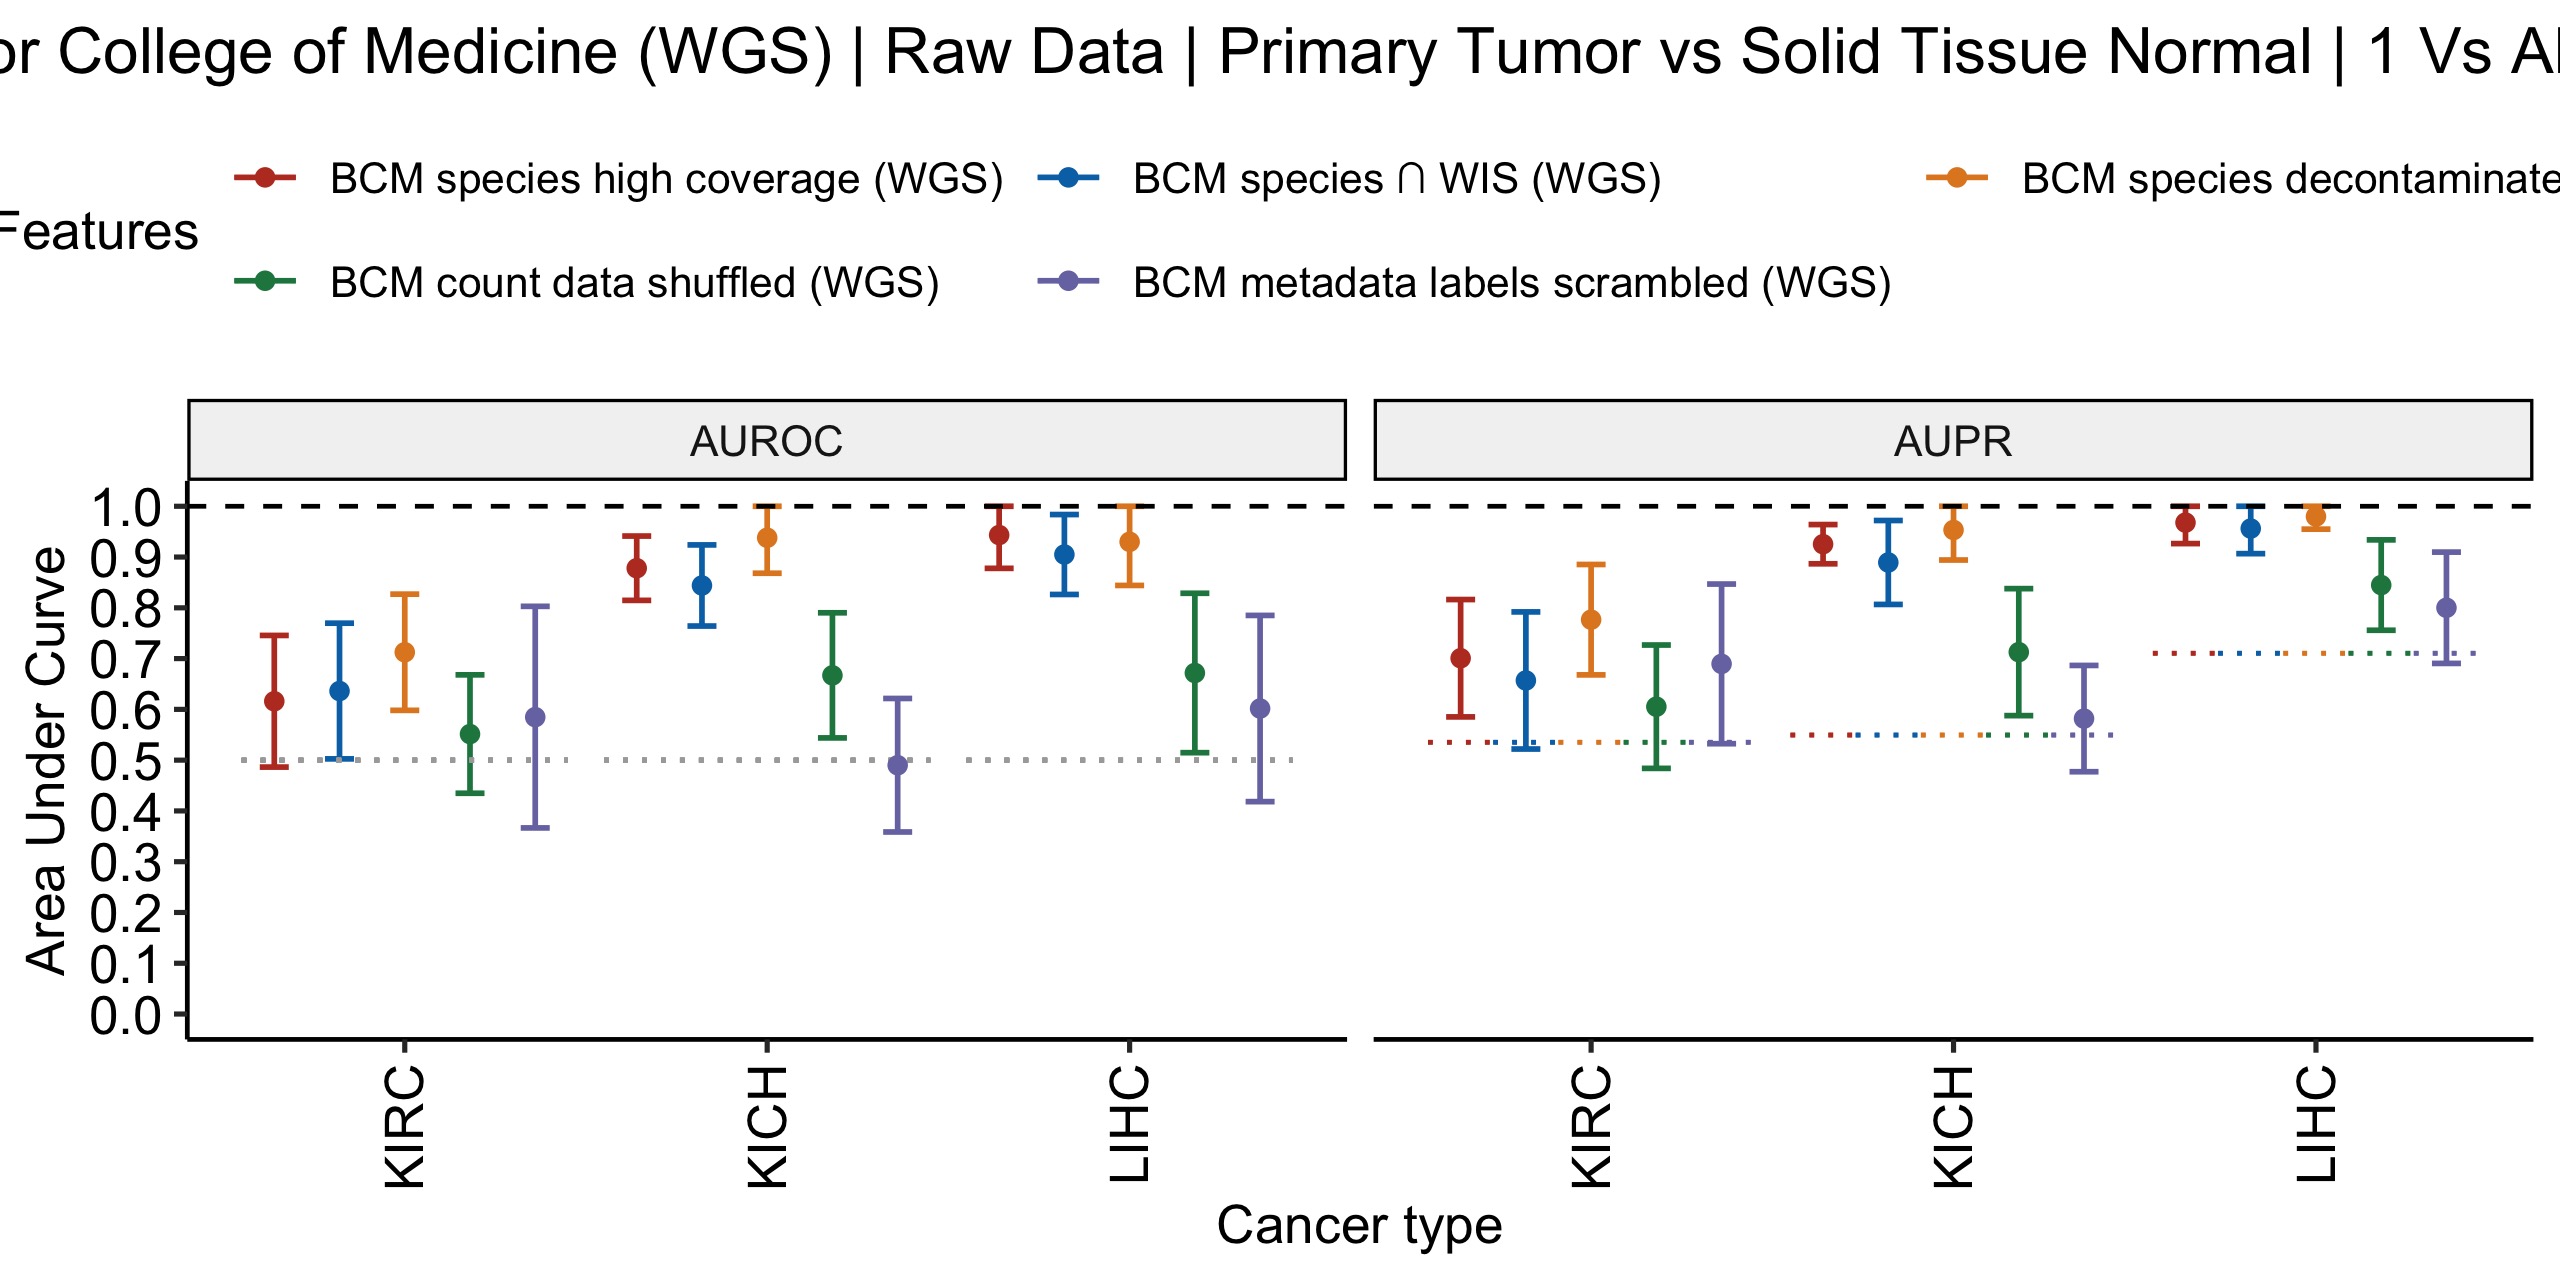 or College of Medicine (WGS) | Raw Data | Primary Tumor vs Solid Tissue Normal | 1 Vs Al
Features
BCM species high coverage (WGS) BCM species ∩ WIS (WGS) BCM species decontaminate
BCM count data shuffled (WGS) BCM metadata labels scrambled (WGS)
AUROC AUPR
Area Under Curve
1.0
0.9
0.8
0.7
0.6
0.5
0.4
0.3
0.2
0.1
0.0
KIRC KICH LIHC KIRC KICH LIHC
Cancer type